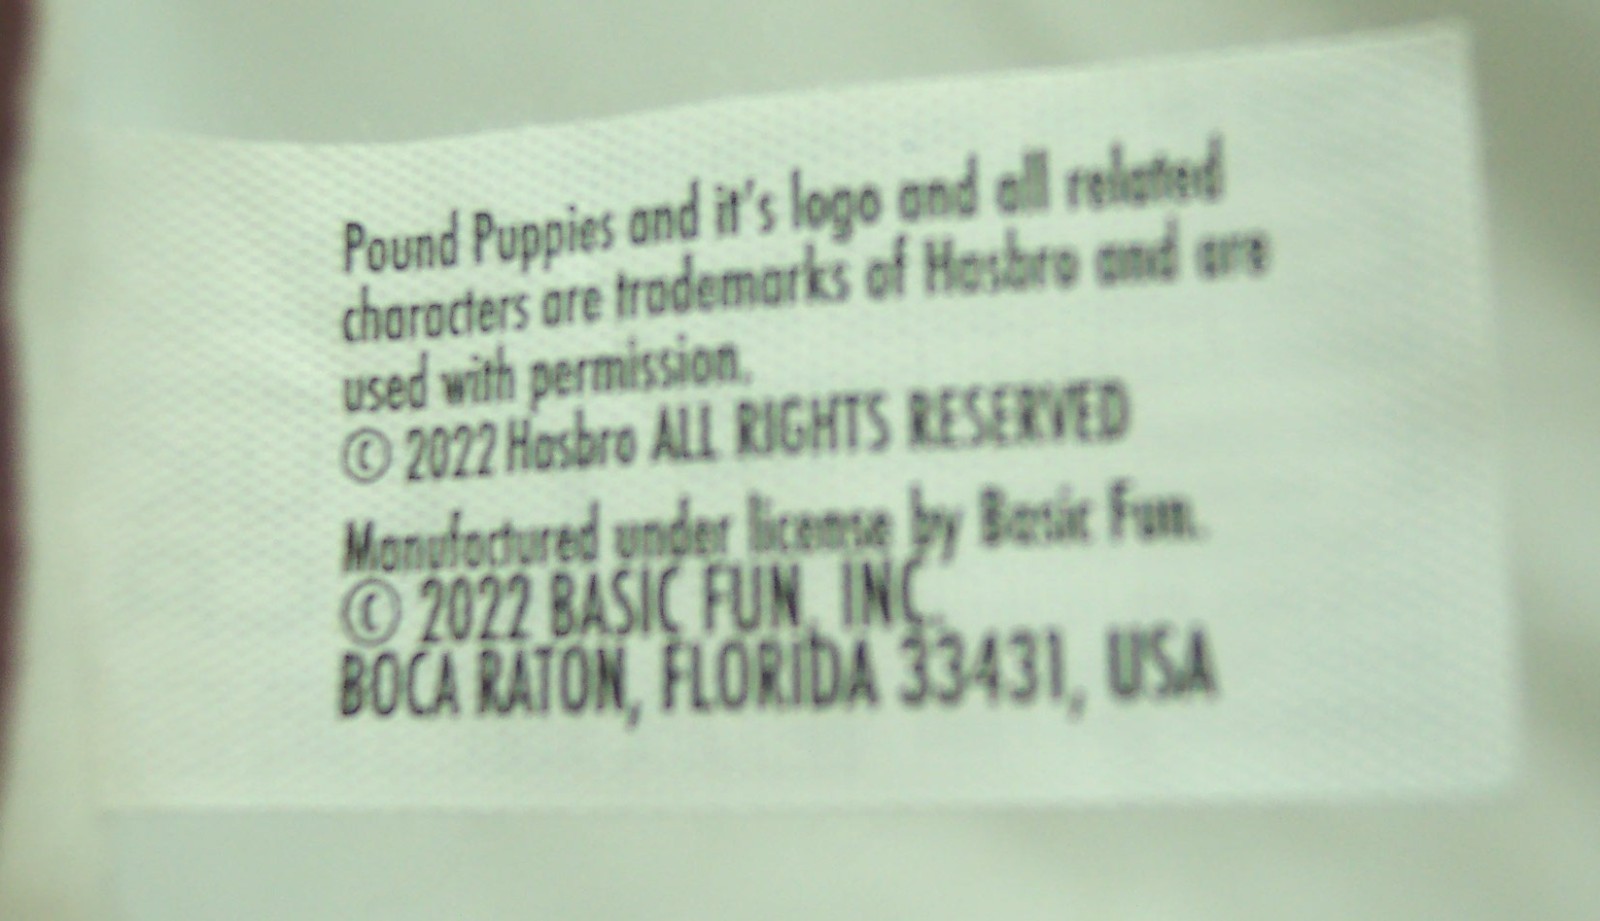 Pound Puppies and it's logo and all related
characters are trademarks of Hasbro and are
used with permission.
© 2022 Hasbro ALL RIGHTS RESERVED
Manufactured under license by Basic Fun.
© 2022 BASIC FUN, INC.
BOCA RATON, FLORIDA 33431, USA